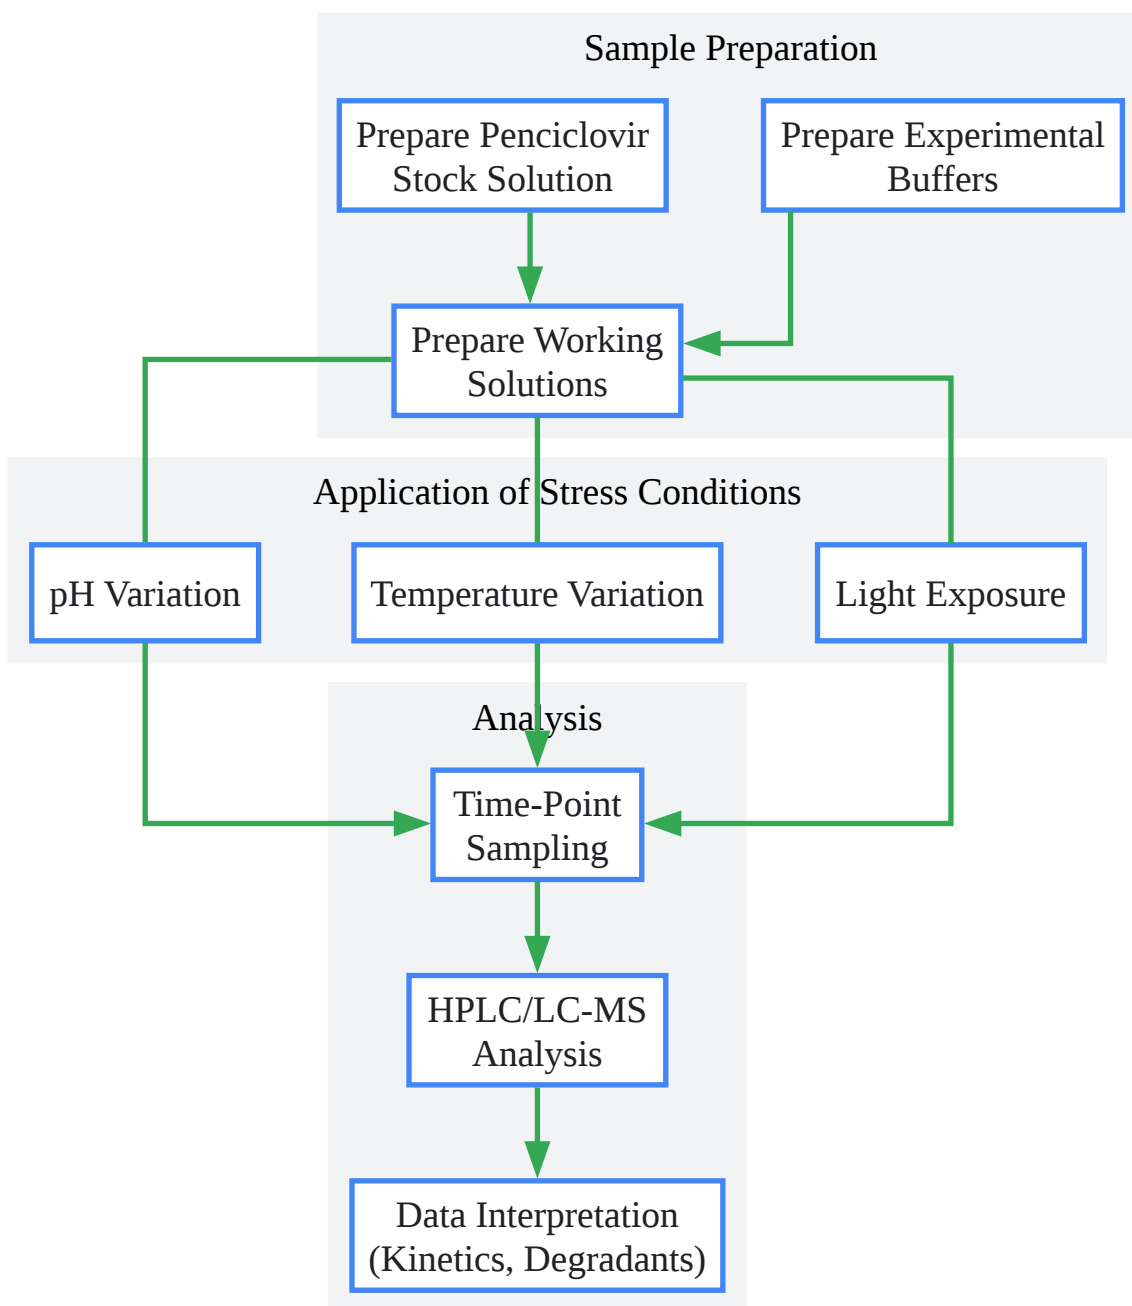 Sample Preparation
Prepare Penciclovir
Stock Solution
Prepare Experimental
Buffers
Prepare Working
Solutions
Application of Stress Conditions
pH Variation
Temperature Variation
Light Exposure
Analysis
Time-Point
Sampling
HPLC/LC-MS
Analysis
Data Interpretation
(Kinetics, Degradants)